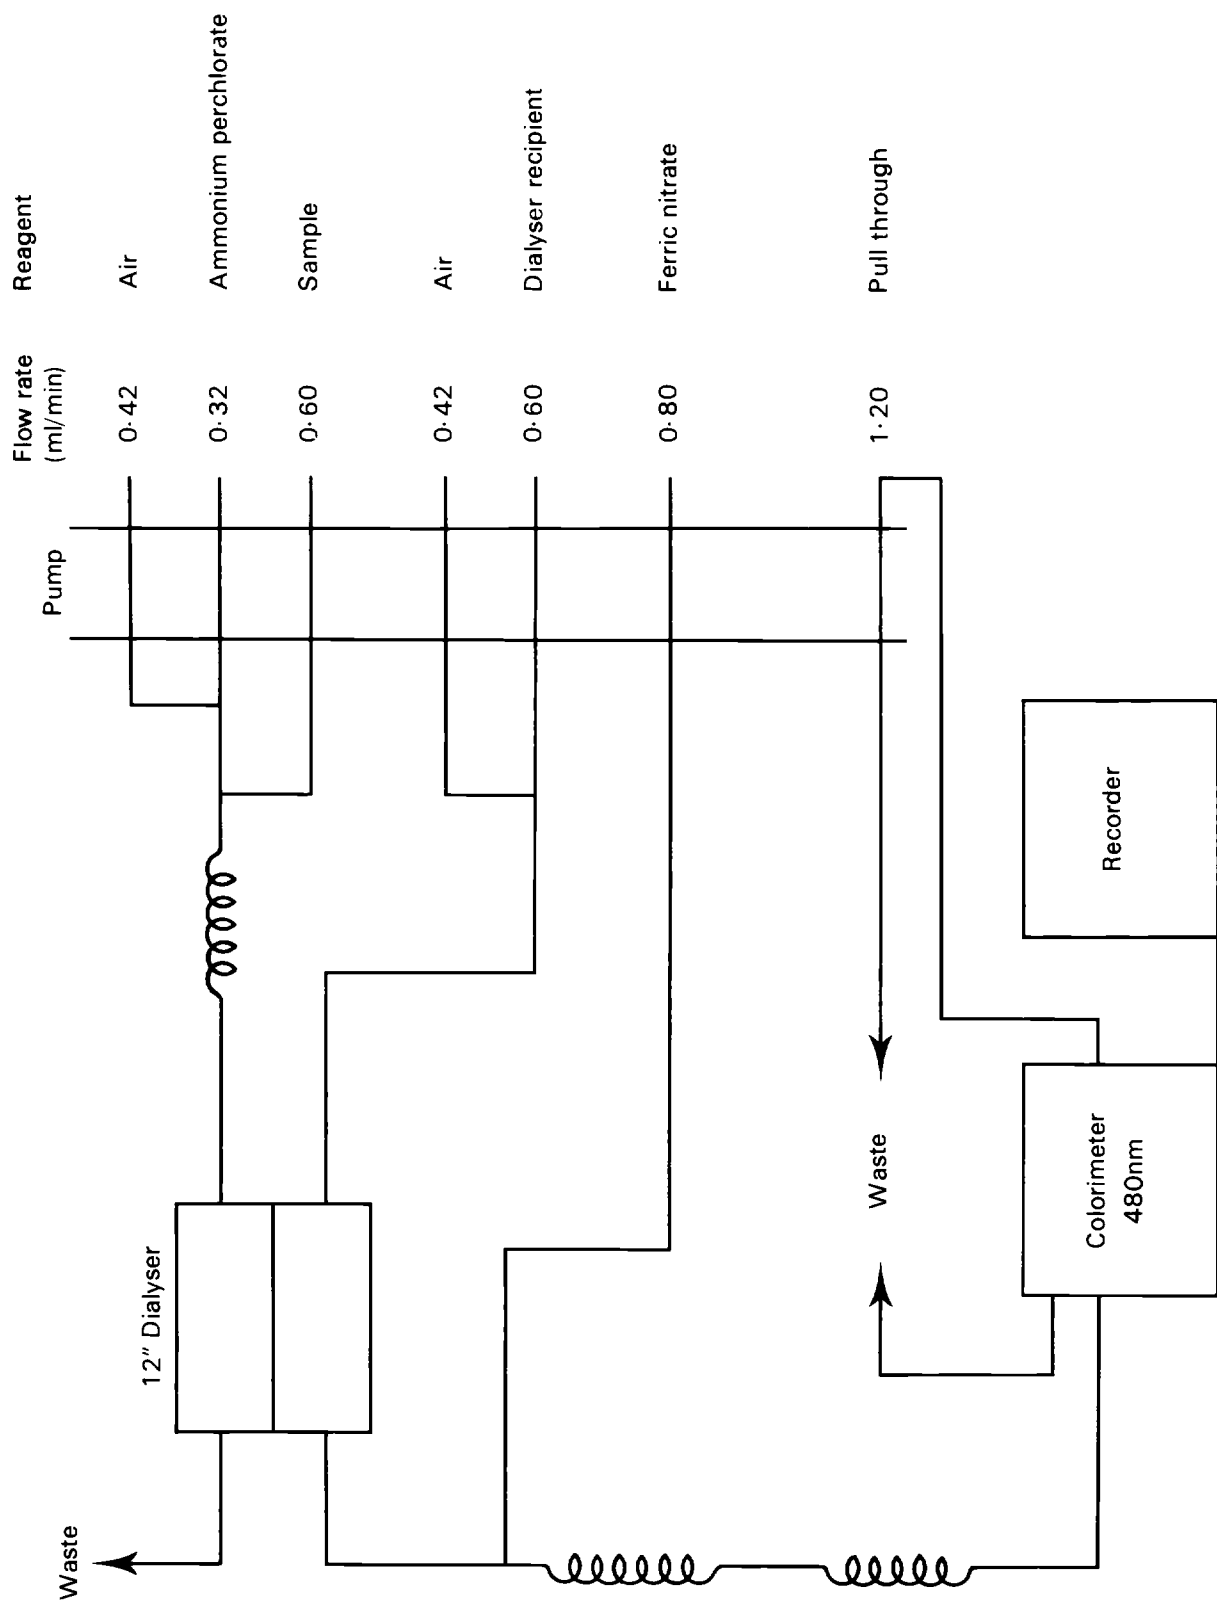 Flow rate
(ml/min)
Reagent
Pump
0·42
Air
0·32
Ammonium perchlorate
0·60
Sample
0·42
Air
0·60
Dialyser recipient
0·80
Ferric nitrate
1·20
Pull through
12″ Dialyser
Waste
Waste
Colorimeter
480nm
Recorder